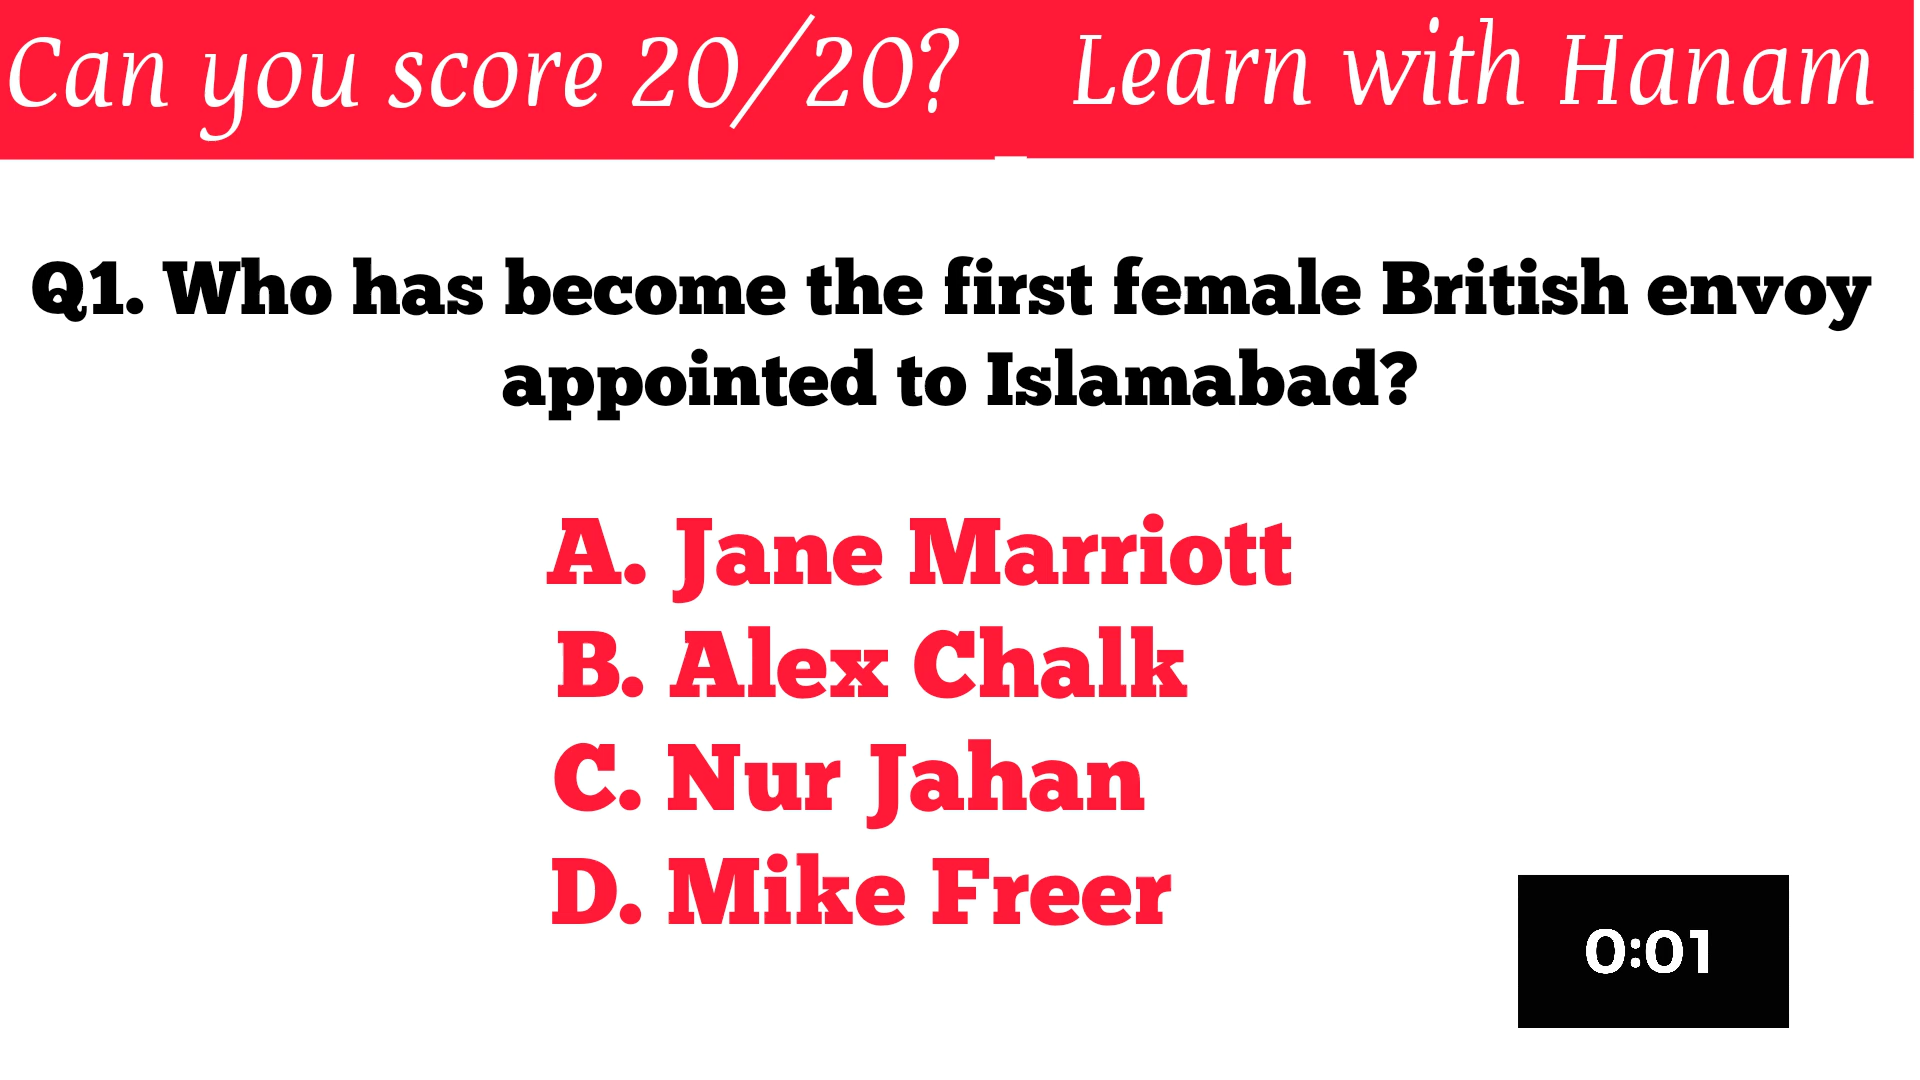 Can you score 20/20?
Learn with Hanam
Q1. Who has become the first female British envoy
appointed to Islamabad?
A. Jane Marriott
B. Alex Chalk
C. Nur Jahan
D. Mike Freer
0:01